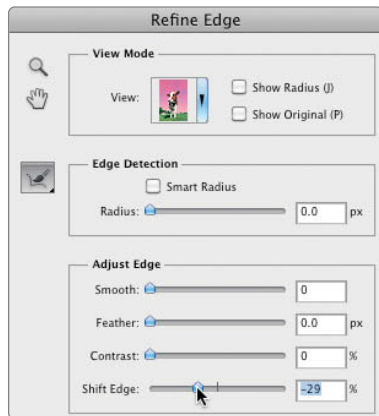 Refine Edge
View Mode
View:
Show Radius (J)
Show Original (P)
Edge Detection
Smart Radius
Radius: 0.0 px
Adjust Edge
Smooth: 0
Feather: 0.0 px
Contrast: 0 %
Shift Edge: -29 %